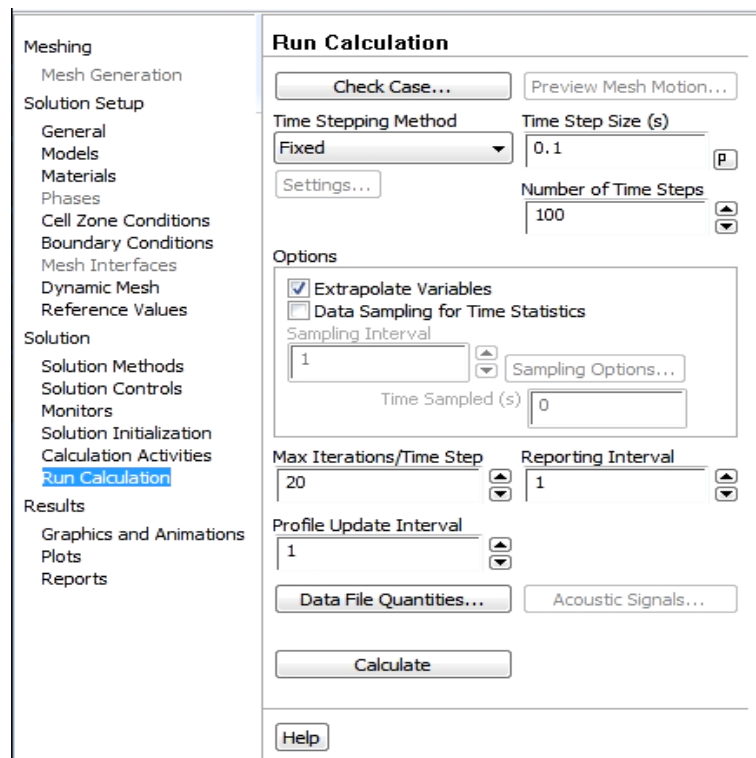 Meshing
Mesh Generation
Solution Setup
General
Models
Materials
Phases
Cell Zone Conditions
Boundary Conditions
Mesh Interfaces
Dynamic Mesh
Reference Values
Solution
Solution Methods
Solution Controls
Monitors
Solution Initialization
Calculation Activities
Run Calculation
Results
Graphics and Animations
Plots
Reports
Run Calculation
Check Case... Preview Mesh Motion...
Time Stepping Method Time Step Size (s)
Fixed 0.1 P
Settings... Number of Time Steps
100
Options
Extrapolate Variables
Data Sampling for Time Statistics
Sampling Interval
1 Sampling Options...
Time Sampled (s) 0
Max Iterations/Time Step Reporting Interval
20 1
Profile Update Interval
1
Data File Quantities... Acoustic Signals...
Calculate
Help